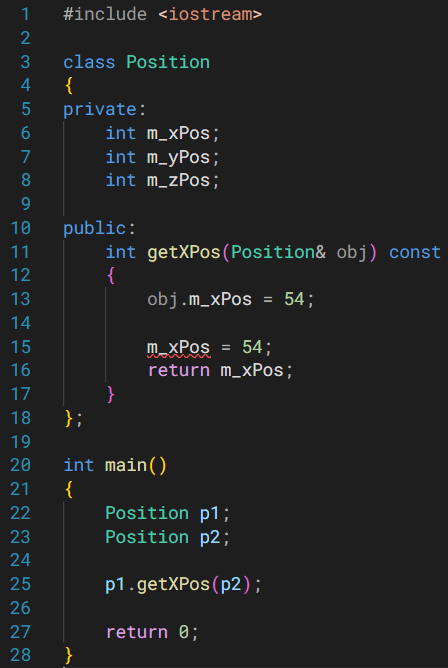 1 #include <iostream>
2
3 class Position
4 {
5 private:
6     int m_xPos;
7     int m_yPos;
8     int m_zPos;
9
10 public:
11     int getXPos(Position& obj) const
12     {
13         obj.m_xPos = 54;
14
15         m_xPos = 54;
16         return m_xPos;
17     }
18 };
19
20 int main()
21 {
22     Position p1;
23     Position p2;
24
25     p1.getXPos(p2);
26
27     return 0;
28 }